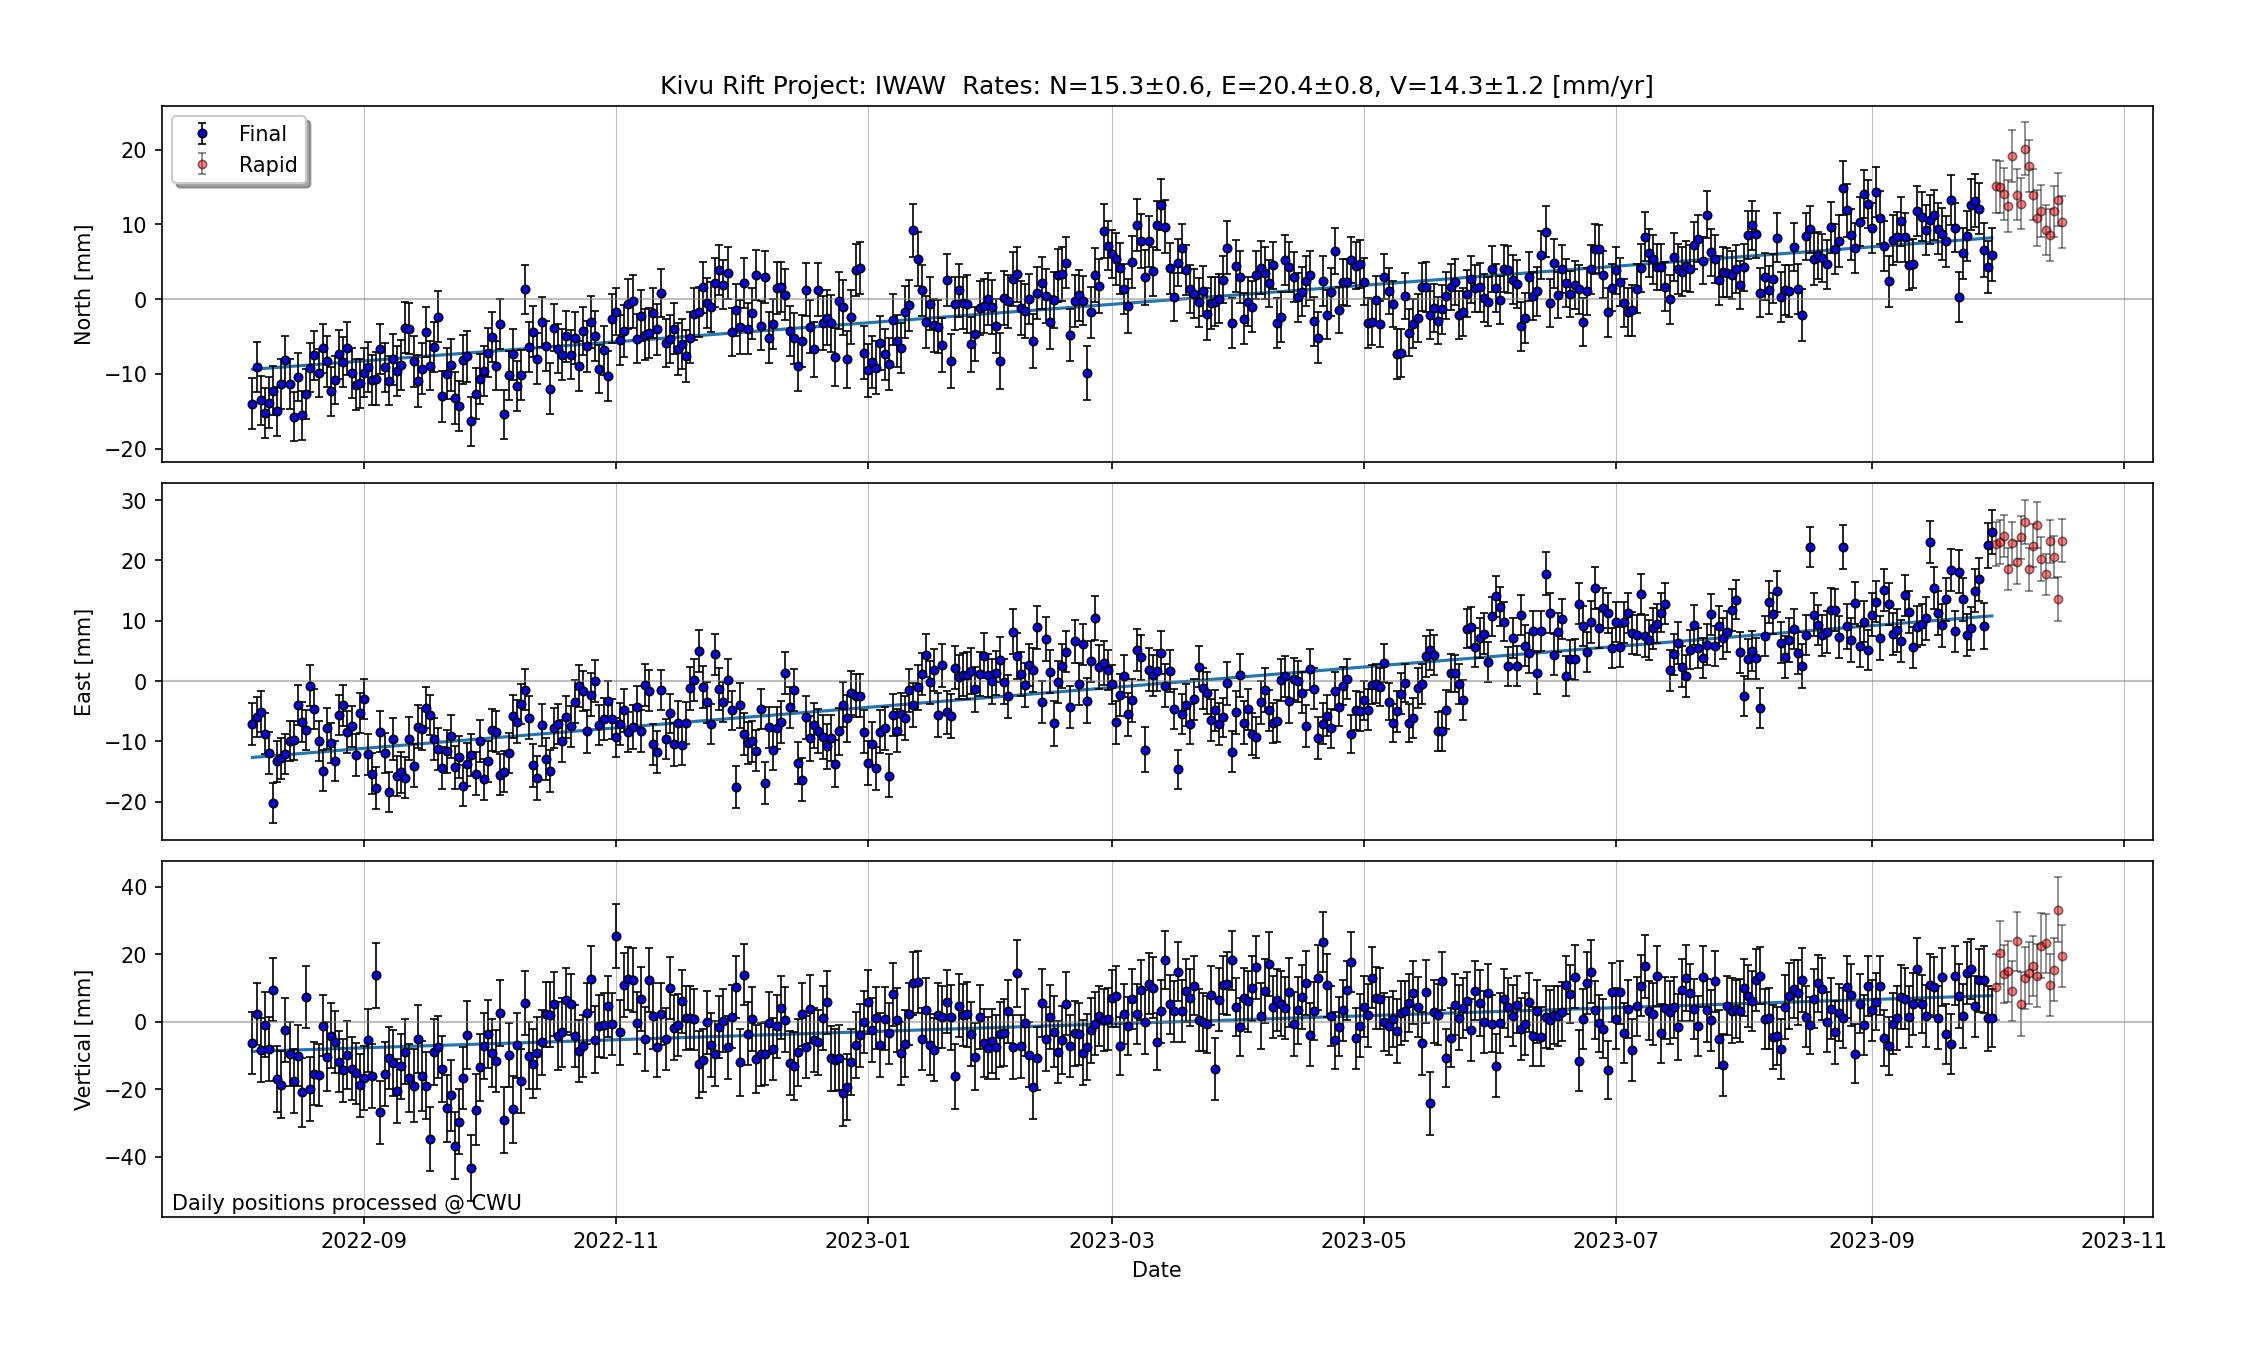 Kivu Rift Project: IWAW  Rates: N=15.3±0.6, E=20.4±0.8, V=14.3±1.2 [mm/yr]
Final
Rapid
North [mm]
20
10
0
−10
−20
East [mm]
30
20
10
0
−10
−20
Vertical [mm]
40
20
0
−20
−40
Daily positions processed @ CWU
2022-09 2022-11 2023-01 2023-03 2023-05 2023-07 2023-09 2023-11
Date